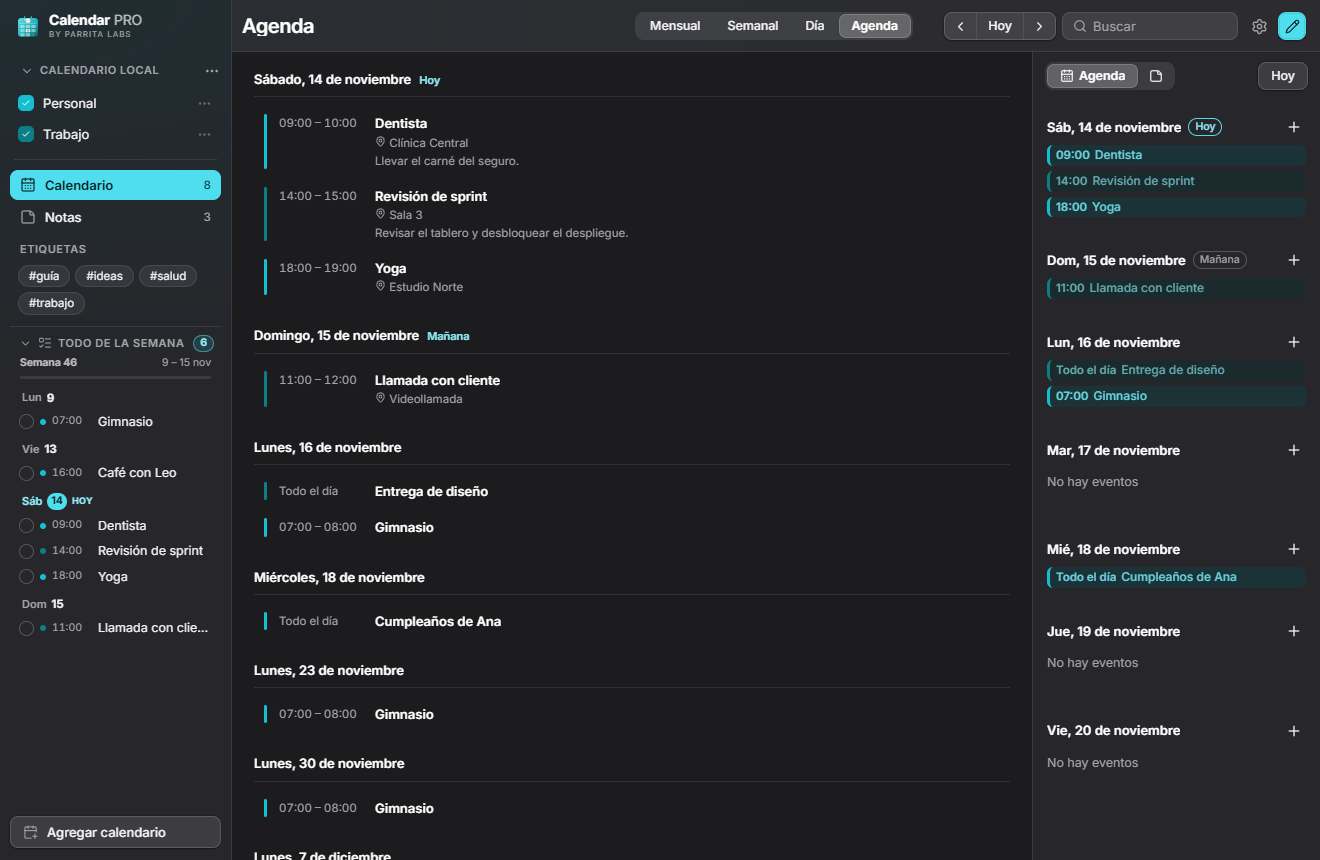 Calendar PRO
BY PARRITA LABS
CALENDARIO LOCAL
Personal
Trabajo
Calendario 8
Notas 3
ETIQUETAS
#guía #ideas #salud
#trabajo
TODO DE LA SEMANA 6
Semana 46 9 – 15 nov
Lun 9
07:00 Gimnasio
Vie 13
16:00 Café con Leo
Sáb 14 HOY
09:00 Dentista
14:00 Revisión de sprint
18:00 Yoga
Dom 15
11:00 Llamada con clie...
Agregar calendario
Agenda
Mensual Semanal Día Agenda
Hoy
Buscar
Sábado, 14 de noviembre Hoy
09:00 – 10:00 Dentista
Clínica Central
Llevar el carné del seguro.
14:00 – 15:00 Revisión de sprint
Sala 3
Revisar el tablero y desbloquear el despliegue.
18:00 – 19:00 Yoga
Estudio Norte
Domingo, 15 de noviembre Mañana
11:00 – 12:00 Llamada con cliente
Videollamada
Lunes, 16 de noviembre
Todo el día Entrega de diseño
07:00 – 08:00 Gimnasio
Miércoles, 18 de noviembre
Todo el día Cumpleaños de Ana
Lunes, 23 de noviembre
07:00 – 08:00 Gimnasio
Lunes, 30 de noviembre
07:00 – 08:00 Gimnasio
Lunes, 7 de diciembre
Agenda
Hoy
Sáb, 14 de noviembre Hoy
09:00 Dentista
14:00 Revisión de sprint
18:00 Yoga
Dom, 15 de noviembre Mañana
11:00 Llamada con cliente
Lun, 16 de noviembre
Todo el día Entrega de diseño
07:00 Gimnasio
Mar, 17 de noviembre
No hay eventos
Mié, 18 de noviembre
Todo el día Cumpleaños de Ana
Jue, 19 de noviembre
No hay eventos
Vie, 20 de noviembre
No hay eventos